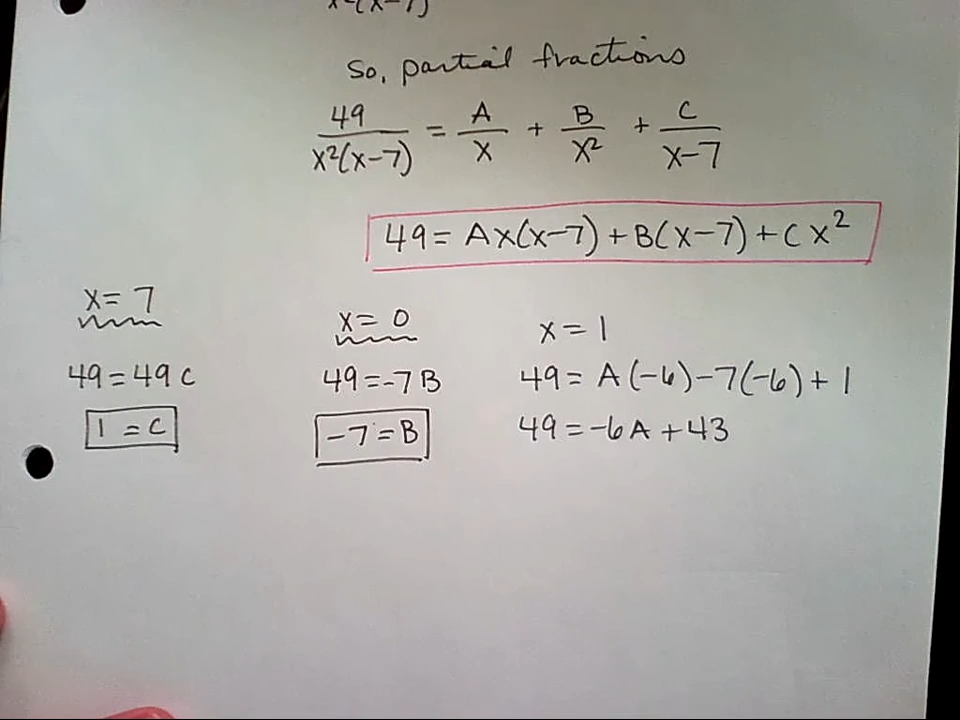 So, partial fractions
49/(x²(x-7)) = A/x + B/x² + C/(x-7)
49 = Ax(x-7) + B(x-7) + Cx²
x = 7
49 = 49C
1 = C
x = 0
49 = -7B
-7 = B
x = 1
49 = A(-6) - 7(-6) + 1
49 = -6A + 43